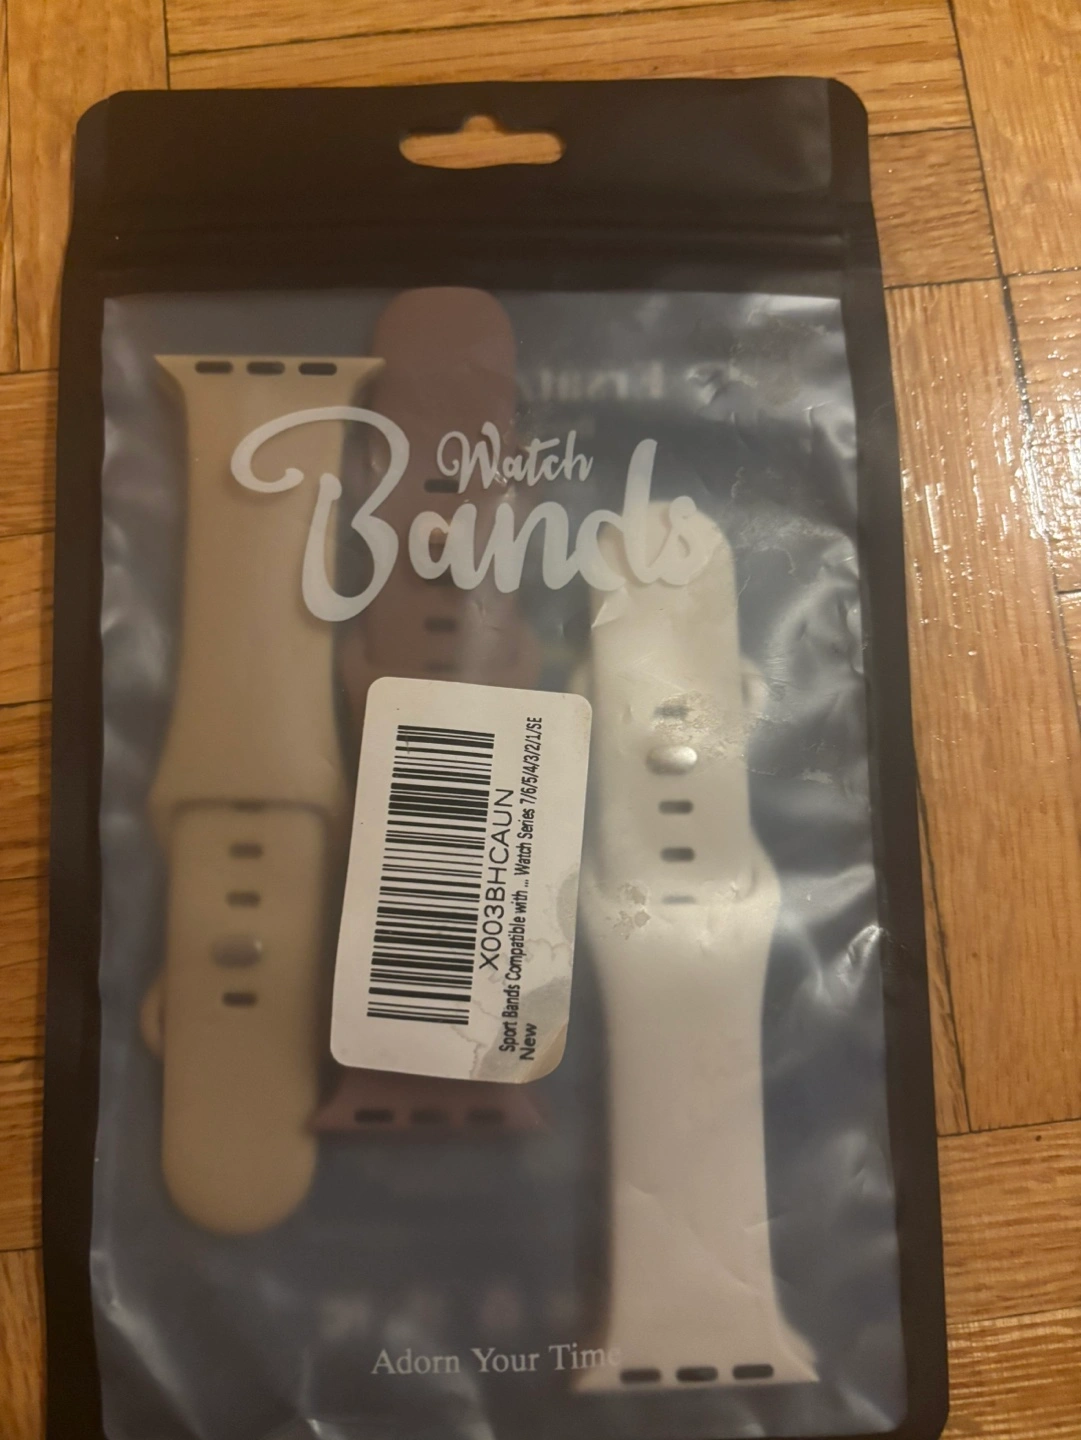 Watch
Bands
X003BHCAUN
Sport Bands Compatible with ... Watch Series 7/6/5/4/3/2/1/SE
New
Adorn Your Time